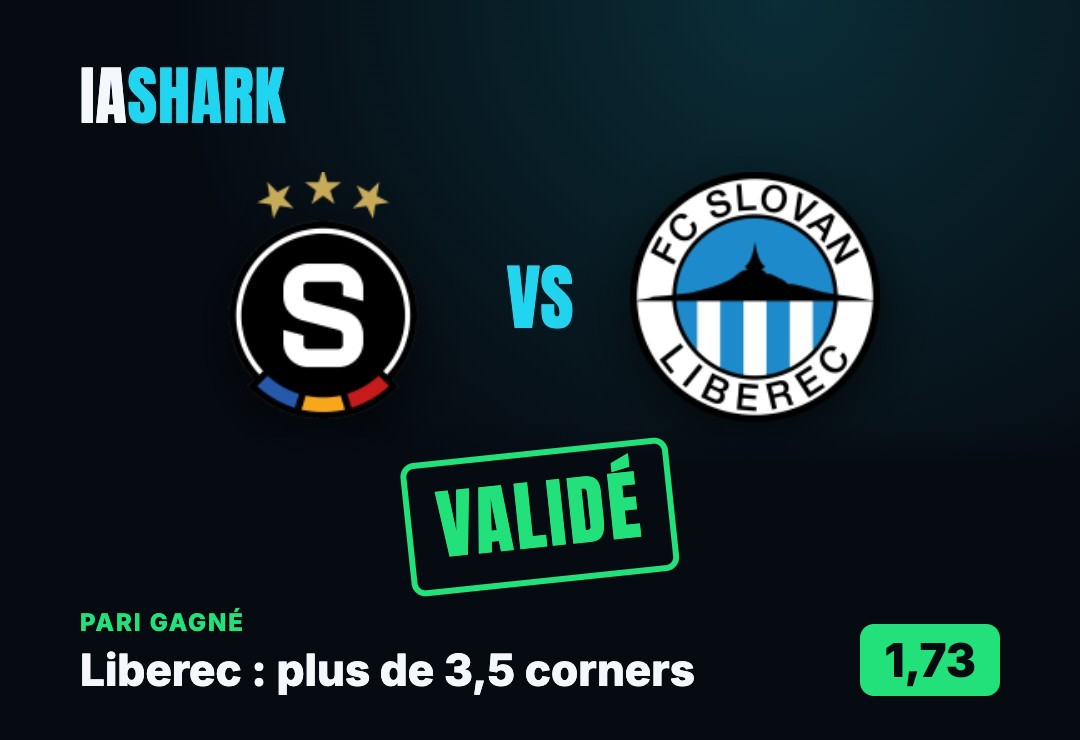 IASHARK
S
VS
FC SLOVAN
LIBEREC
VALIDÉ
PARI GAGNÉ
Liberec : plus de 3,5 corners
1,73